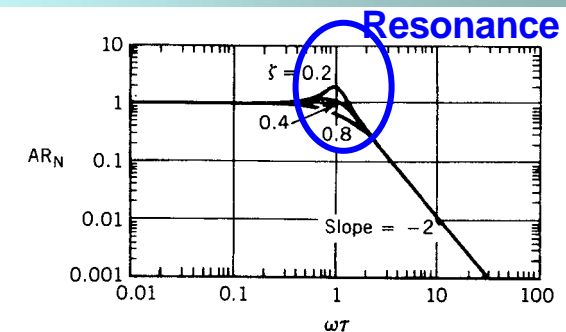 Resonance
10
ζ = 0.2
1
0.4
0.8
AR_N
0.1
0.01
Slope = −2
0.001
0.01 0.1 1 10 100
ωτ